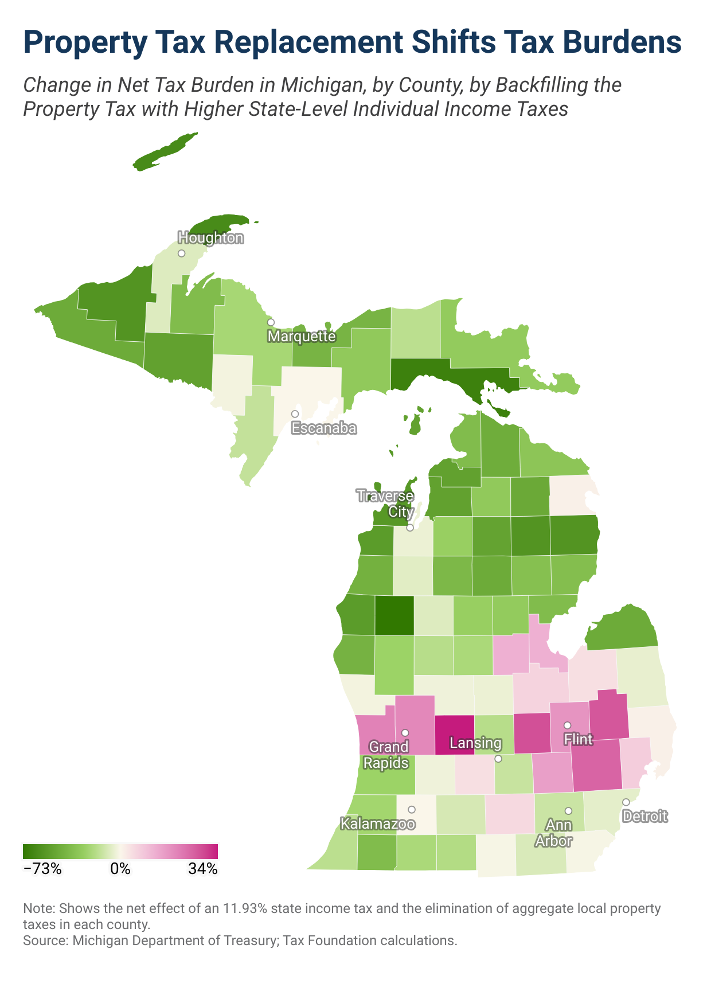 Property Tax Replacement Shifts Tax Burdens
Change in Net Tax Burden in Michigan, by County, by Backfilling the
Property Tax with Higher State-Level Individual Income Taxes
Houghton
Marquette
Escanaba
Traverse
City
Grand
Rapids
Lansing
Flint
Kalamazoo
Ann
Arbor
Detroit
−73%
0%
34%
Note: Shows the net effect of an 11.93% state income tax and the elimination of aggregate local property
taxes in each county.
Source: Michigan Department of Treasury; Tax Foundation calculations.